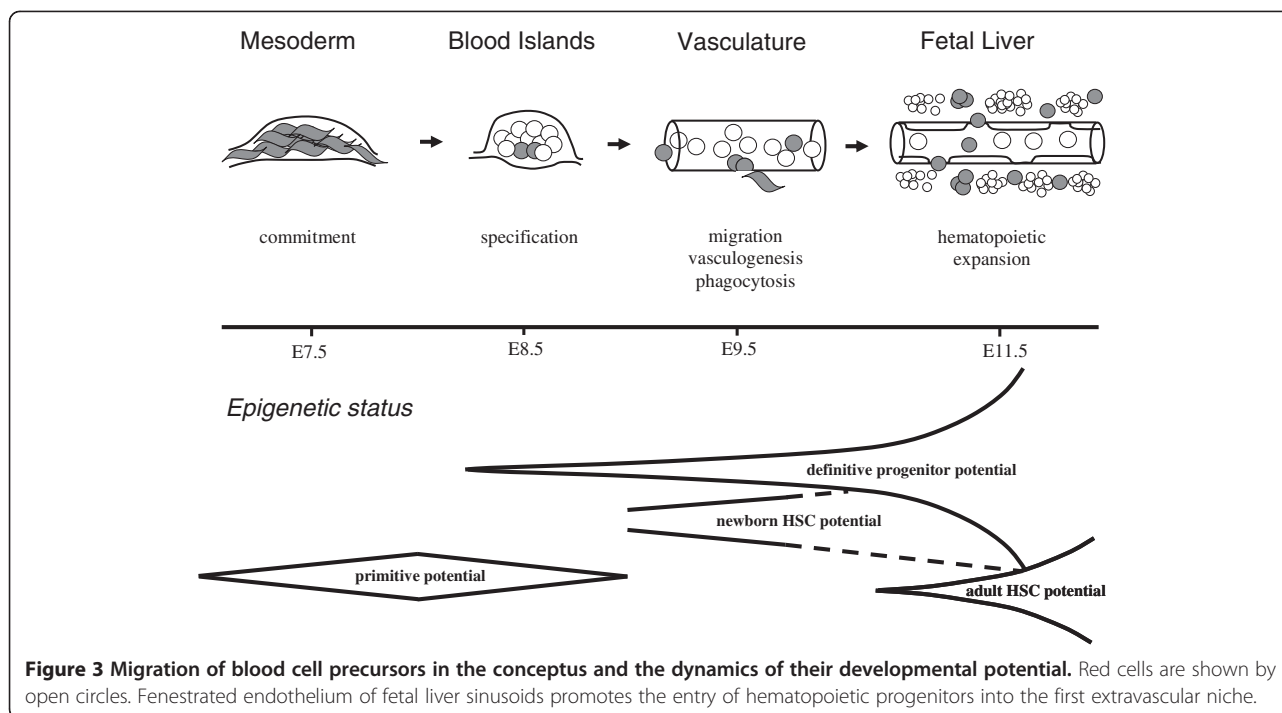 Mesoderm Blood Islands Vasculature Fetal Liver
commitment specification migration hematopoietic
vasculogenesis expansion
phagocytosis
E7.5 E8.5 E9.5 E11.5
Epigenetic status
definitive progenitor potential
newborn HSC potential
primitive potential
adult HSC potential
Figure 3 Migration of blood cell precursors in the conceptus and the dynamics of their developmental potential. Red cells are shown by
open circles. Fenestrated endothelium of fetal liver sinusoids promotes the entry of hematopoietic progenitors into the first extravascular niche.